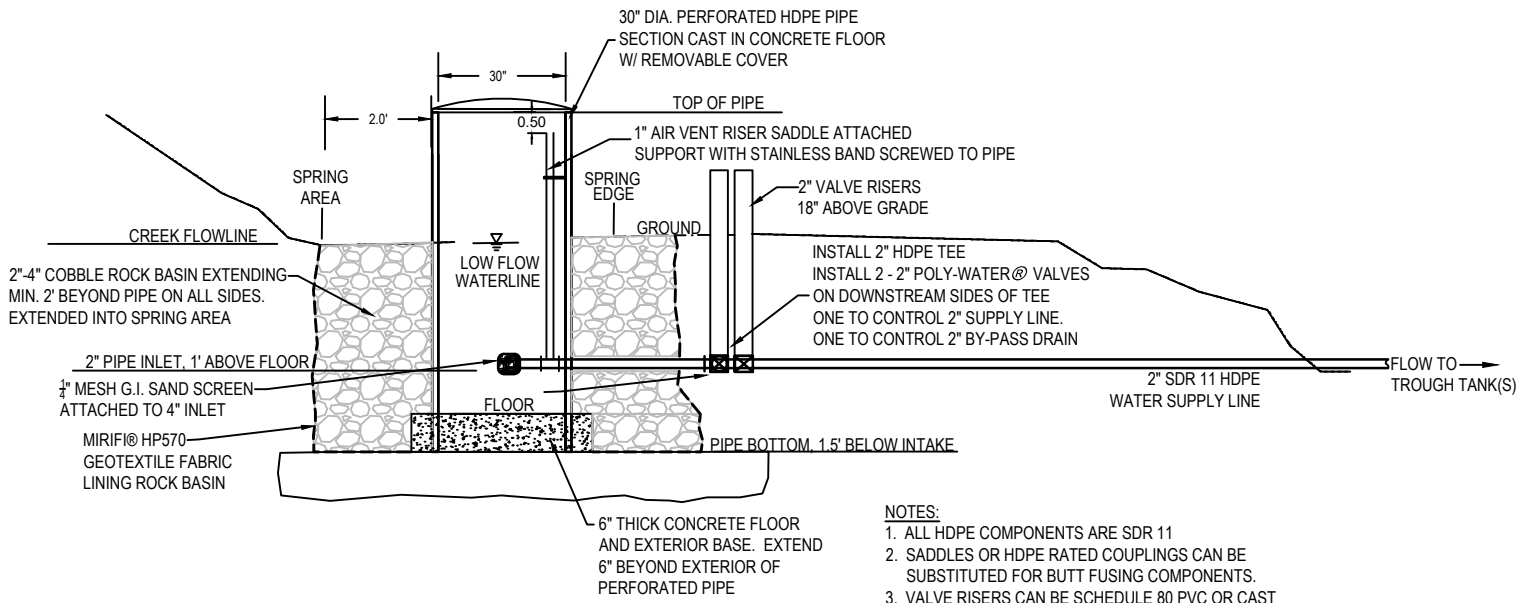 30" DIA. PERFORATED HDPE PIPE
SECTION CAST IN CONCRETE FLOOR
W/ REMOVABLE COVER
30"
TOP OF PIPE
2.0'
0.50
1" AIR VENT RISER SADDLE ATTACHED
SUPPORT WITH STAINLESS BAND SCREWED TO PIPE
SPRING
AREA
SPRING
EDGE
2" VALVE RISERS
18" ABOVE GRADE
CREEK FLOWLINE
GROUND
LOW FLOW
WATERLINE
2"-4" COBBLE ROCK BASIN EXTENDING
MIN. 2' BEYOND PIPE ON ALL SIDES.
EXTENDED INTO SPRING AREA
INSTALL 2" HDPE TEE
INSTALL 2 - 2" POLY-WATER® VALVES
ON DOWNSTREAM SIDES OF TEE
ONE TO CONTROL 2" SUPPLY LINE.
ONE TO CONTROL 2" BY-PASS DRAIN
2" PIPE INLET, 1' ABOVE FLOOR
1/4" MESH G.I. SAND SCREEN
ATTACHED TO 4" INLET
FLOW TO
TROUGH TANK(S)
2" SDR 11 HDPE
WATER SUPPLY LINE
FLOOR
MIRIFI® HP570
GEOTEXTILE FABRIC
LINING ROCK BASIN
PIPE BOTTOM, 1.5' BELOW INTAKE
6" THICK CONCRETE FLOOR
AND EXTERIOR BASE. EXTEND
6" BEYOND EXTERIOR OF
PERFORATED PIPE
NOTES:
1. ALL HDPE COMPONENTS ARE SDR 11
2. SADDLES OR HDPE RATED COUPLINGS CAN BE
SUBSTITUTED FOR BUTT FUSING COMPONENTS.
3. VALVE RISERS CAN BE SCHEDULE 80 PVC OR CAST